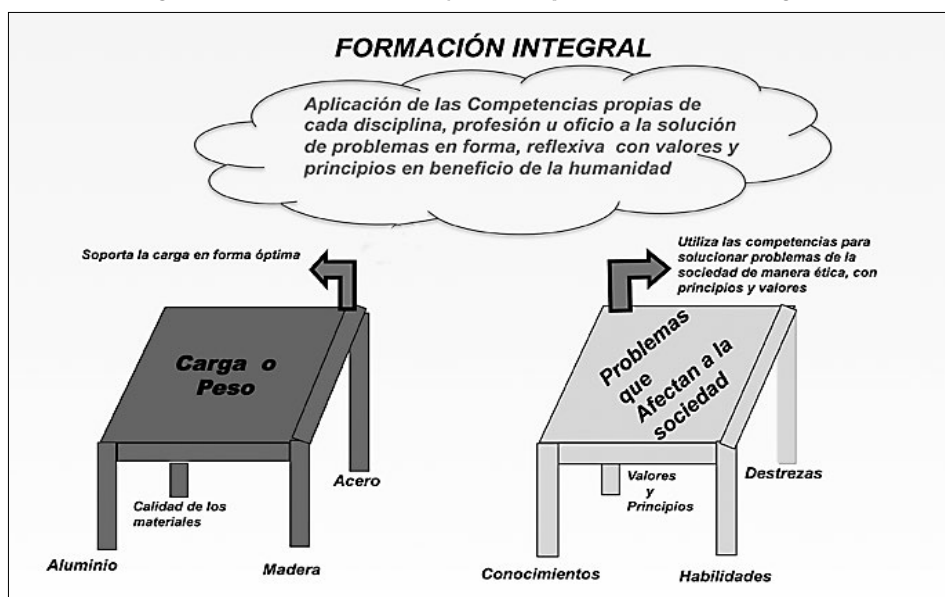 FORMACIÓN INTEGRAL
Aplicación de las Competencias propias de
cada disciplina, profesión u oficio a la solución
de problemas en forma, reflexiva con valores y
principios en beneficio de la humanidad
Soporta la carga en forma óptima
Utiliza las competencias para
solucionar problemas de la
sociedad de manera ética, con
principios y valores
Carga o
Peso
Problemas
que
Afectan a la
sociedad
Acero
Calidad de los
materiales
Aluminio
Madera
Destrezas
Valores
y
Principios
Conocimientos
Habilidades